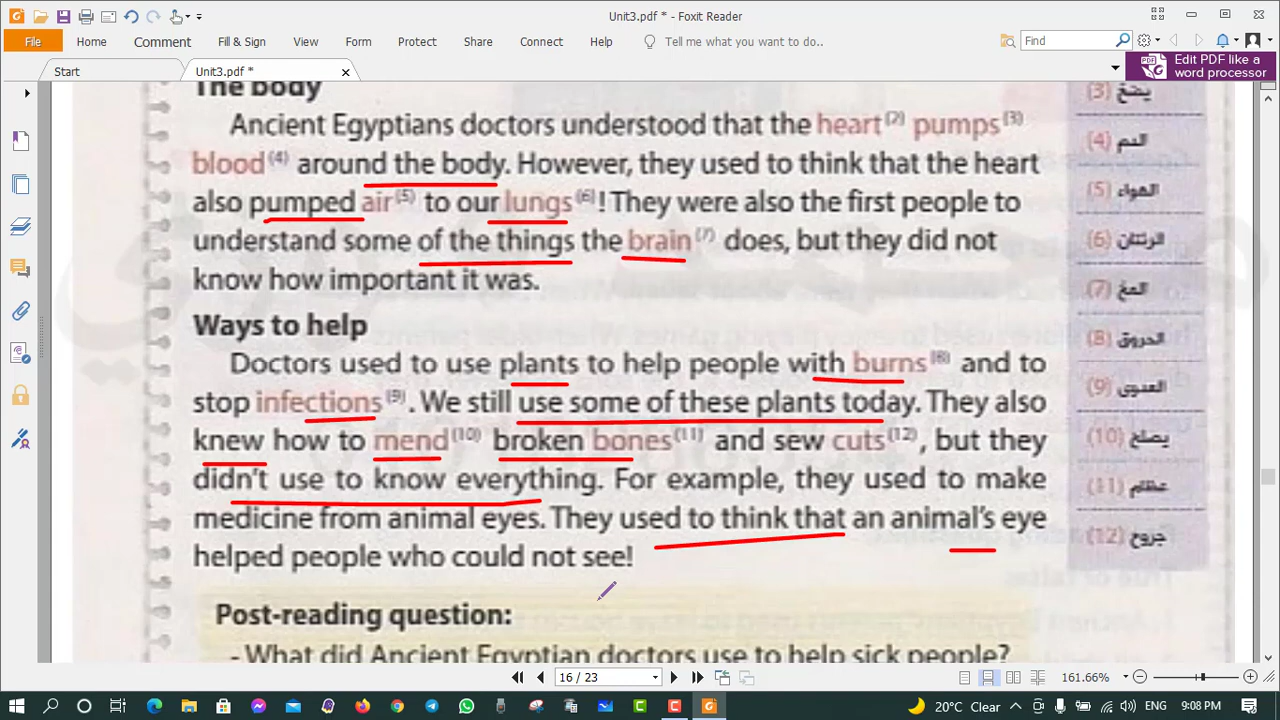 Unit3.pdf * - Foxit Reader
File Home Comment Fill & Sign View Form Protect Share Connect Help Tell me what you want to do.. Find
Start Unit3.pdf * Edit PDF like a
word processor
The body
Ancient Egyptians doctors understood that the heart(2) pumps(3)
blood(4) around the body. However, they used to think that the heart
also pumped air(5) to our lungs(6)! They were also the first people to
understand some of the things the brain(7) does, but they did not
know how important it was.
Ways to help
Doctors used to use plants to help people with burns(8) and to
stop infections(9). We still use some of these plants today. They also
knew how to mend(10) broken bones(11) and sew cuts(12), but they
didn't use to know everything. For example, they used to make
medicine from animal eyes. They used to think that an animal's eye
helped people who could not see!
Post-reading question:
- What did Ancient Egyptian doctors use to help sick people?
(3) يضخ
(4) الدم
(5) الهواء
(6) الرئتان
(7) المخ
(8) الحروق
(9) العدوى
(10) يصلح
(11) عظام
(12) جروح
16 / 23 161.66%
20°C Clear ENG 9:08 PM